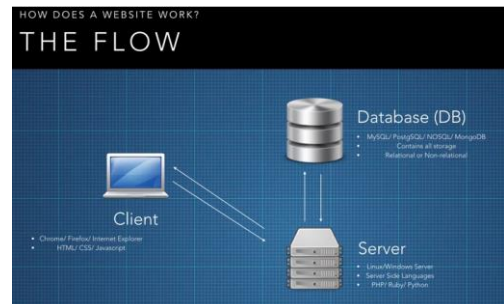 HOW DOES A WEBSITE WORK?
THE FLOW
Database (DB)
• MySQL/ PostgSQL/ NOSQL/ MongoDB
• Contains all storage
• Relational or Non-relational
Client
• Chrome/ Firefox/ Internet Explorer
• HTML/ CSS/ Javascript
Server
• Linux/Windows Server
• Server Side Languages
• PHP/ Ruby/ Python